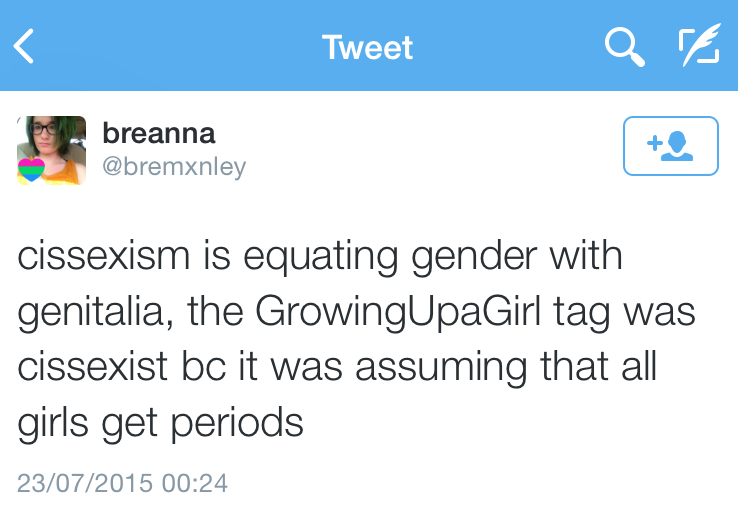 Tweet
breanna
@bremxnley
cissexism is equating gender with
genitalia, the GrowingUpaGirl tag was
cissexist bc it was assuming that all
girls get periods
23/07/2015 00:24